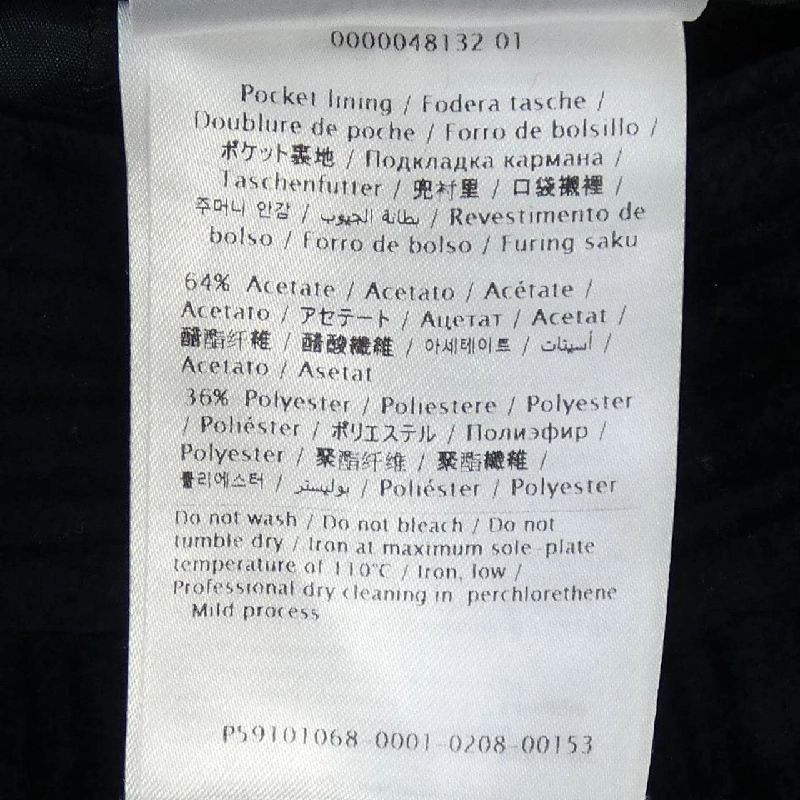 0000048132 01
Pocket lining / Fodera tasche /
Doublure de poche / Forro de bolsillo /
ポケット裏地 / Подкладка кармана /
Taschenfutter / 兜衬里 / 口袋襯裡 /
주머니 안감 / بطانة الجيوب / Revestimento de
bolso / Forro de bolso / Furing saku
64% Acetate / Acetato / Acétate /
Acetato / アセテート / Ацетат / Acetat /
醋酯纤维 / 醋酸纖維 / 아세테이트 / أسيتات /
Acetato / Asetat
36% Polyester / Poliestere / Polyester
/ Poliéster / ポリエステル / Полиэфир /
Polyester / 聚酯纤维 / 聚酯纖維 /
폴리에스터 / بوليستر / Poliéster / Polyester
Do not wash / Do not bleach / Do not
tumble dry / Iron at maximum sole-plate
temperature of 110°C / Iron, low /
Professional dry cleaning in perchlorethene
Mild process
P59101068-0001-0208-00153